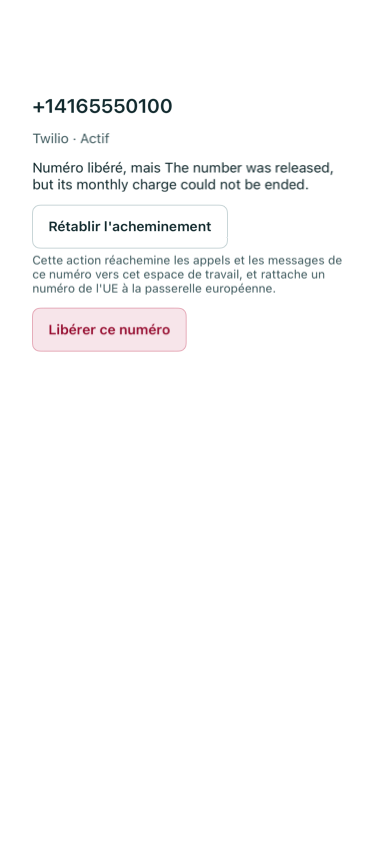 +14165550100
Twilio · Actif
Numéro libéré, mais The number was released,
but its monthly charge could not be ended.
Rétablir l'acheminement
Cette action réachemine les appels et les messages de
ce numéro vers cet espace de travail, et rattache un
numéro de l'UE à la passerelle européenne.
Libérer ce numéro